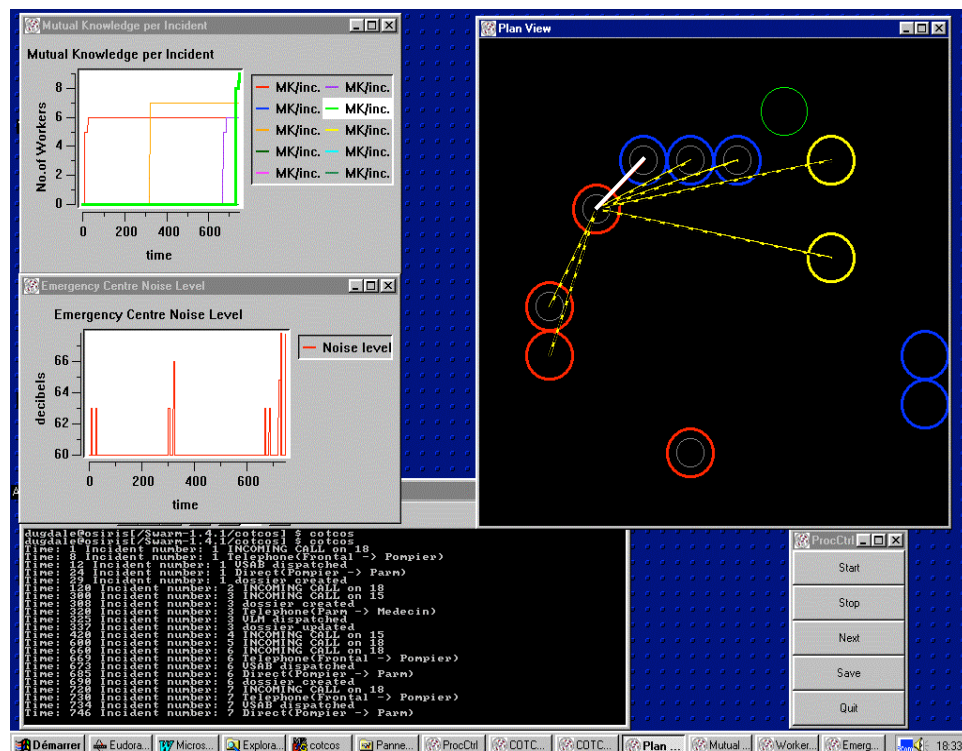 Mutual Knowledge per Incident
Mutual Knowledge per Incident
No.of Workers
8
6
4
2
0
0 200 400 600
time
MK/inc. MK/inc.
MK/inc. MK/inc.
MK/inc. MK/inc.
MK/inc. MK/inc.
MK/inc. MK/inc.
Plan View
Emergency Centre Noise Level
Emergency Centre Noise Level
decibels
66
64
62
60
0 200 400 600
time
Noise level
A
dugdale@osiris[/Swarm-1.4.1/cotcos] $ cotcos
dugdale@osiris[/Swarm-1.4.1/cotcos] $ cotcos
Time: 1 Incident number: 1 INCOMING CALL on 18
Time: 8 Incident number: 1 Telephone(Frontal -> Pompier)
Time: 12 Incident number: 1 VSAB dispatched
Time: 24 Incident number: 1 Direct(Pompier -> Parm)
Time: 29 Incident number: 1 dossier created
Time: 120 Incident number: 2 INCOMING CALL on 18
Time: 300 Incident number: 3 INCOMING CALL on 15
Time: 308 Incident number: 3 dossier created
Time: 320 Incident number: 3 Telephone(Parm -> Medecin)
Time: 325 Incident number: 3 VLM dispatched
Time: 337 Incident number: 3 dossier updated
Time: 420 Incident number: 4 INCOMING CALL on 15
Time: 600 Incident number: 5 INCOMING CALL on 18
Time: 660 Incident number: 6 INCOMING CALL on 18
Time: 669 Incident number: 6 Telephone(Frontal -> Pompier)
Time: 673 Incident number: 6 VSAB dispatched
Time: 685 Incident number: 6 Direct(Pompier -> Parm)
Time: 690 Incident number: 6 dossier created
Time: 720 Incident number: 7 INCOMING CALL on 18
Time: 730 Incident number: 7 Telephone(Frontal -> Pompier)
Time: 734 Incident number: 7 VSAB dispatched
Time: 746 Incident number: 7 Direct(Pompier -> Parm)
ProcCtrl
Start
Stop
Next
Save
Quit
Démarrer Eudora... Micros... Explora... cotcos Panne... ProcCtrl COTC... COTC... Plan ... Mutual ... Worker... Emerg... 18:33